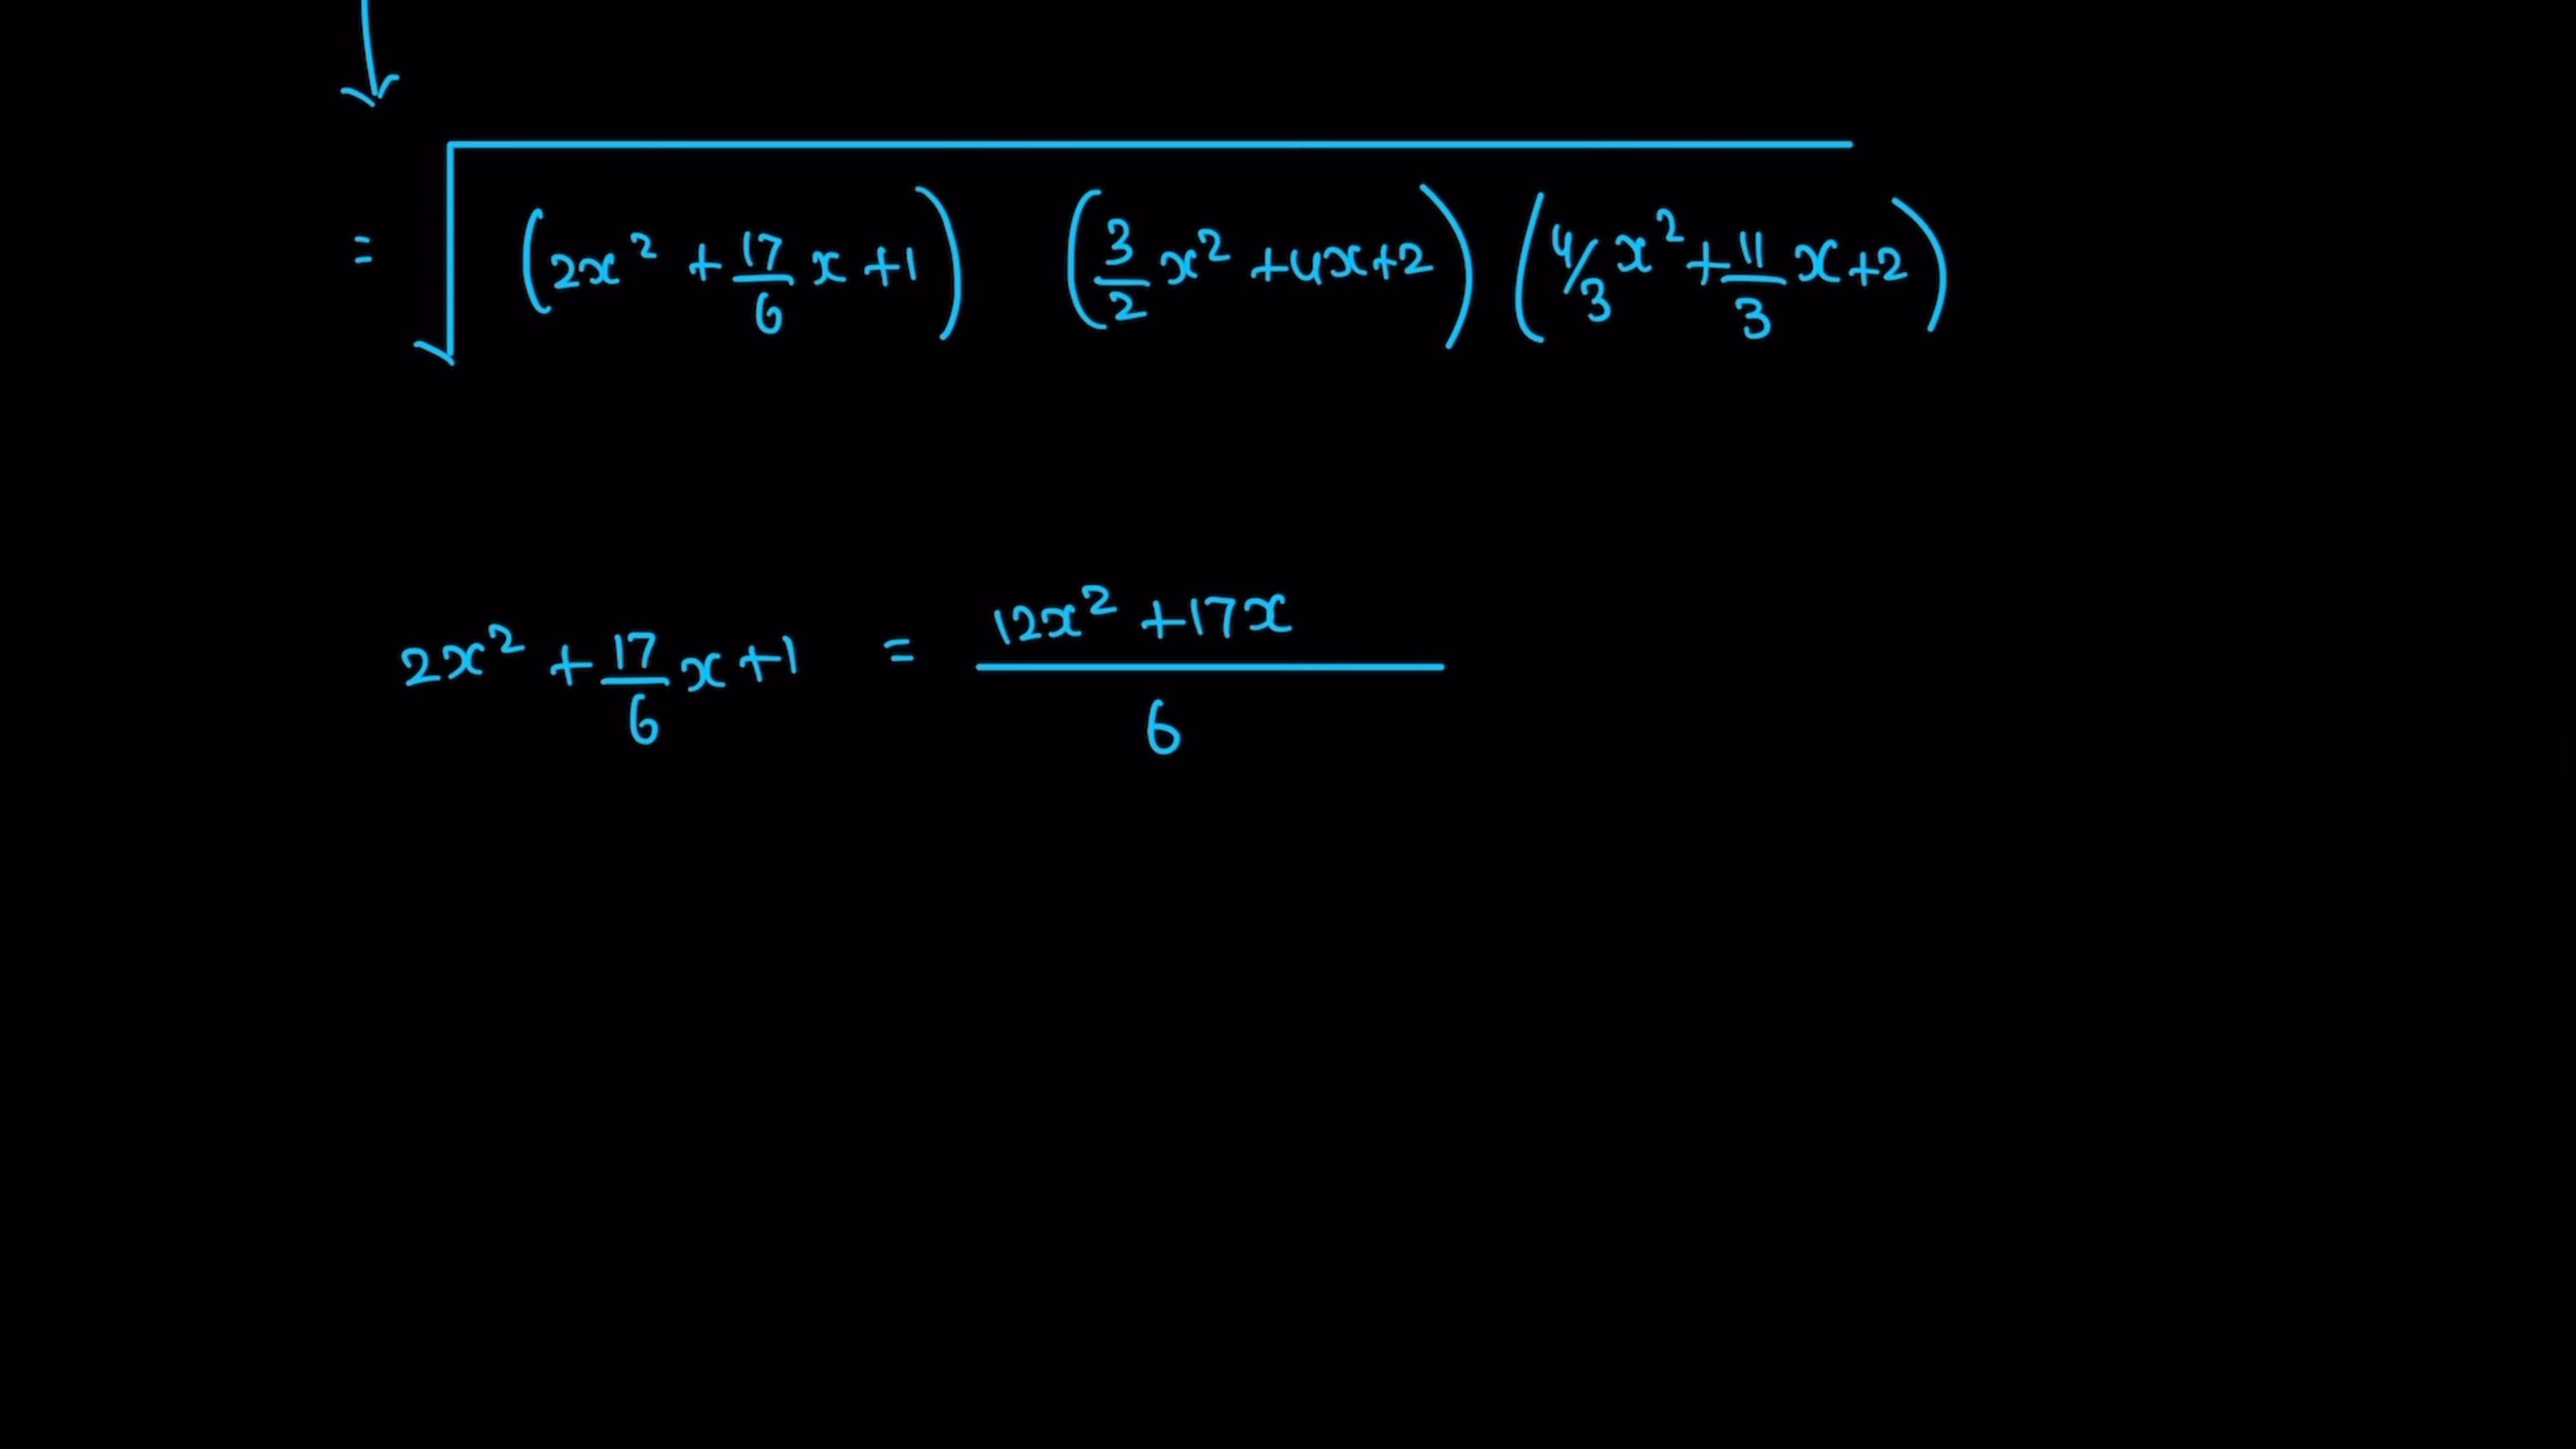 = √(2x² + 17/6 x + 1) (3/2 x² + 4x + 2) (4/3 x² + 11/3 x + 2)
2x² + 17/6 x + 1 = (12x² + 17x)/6